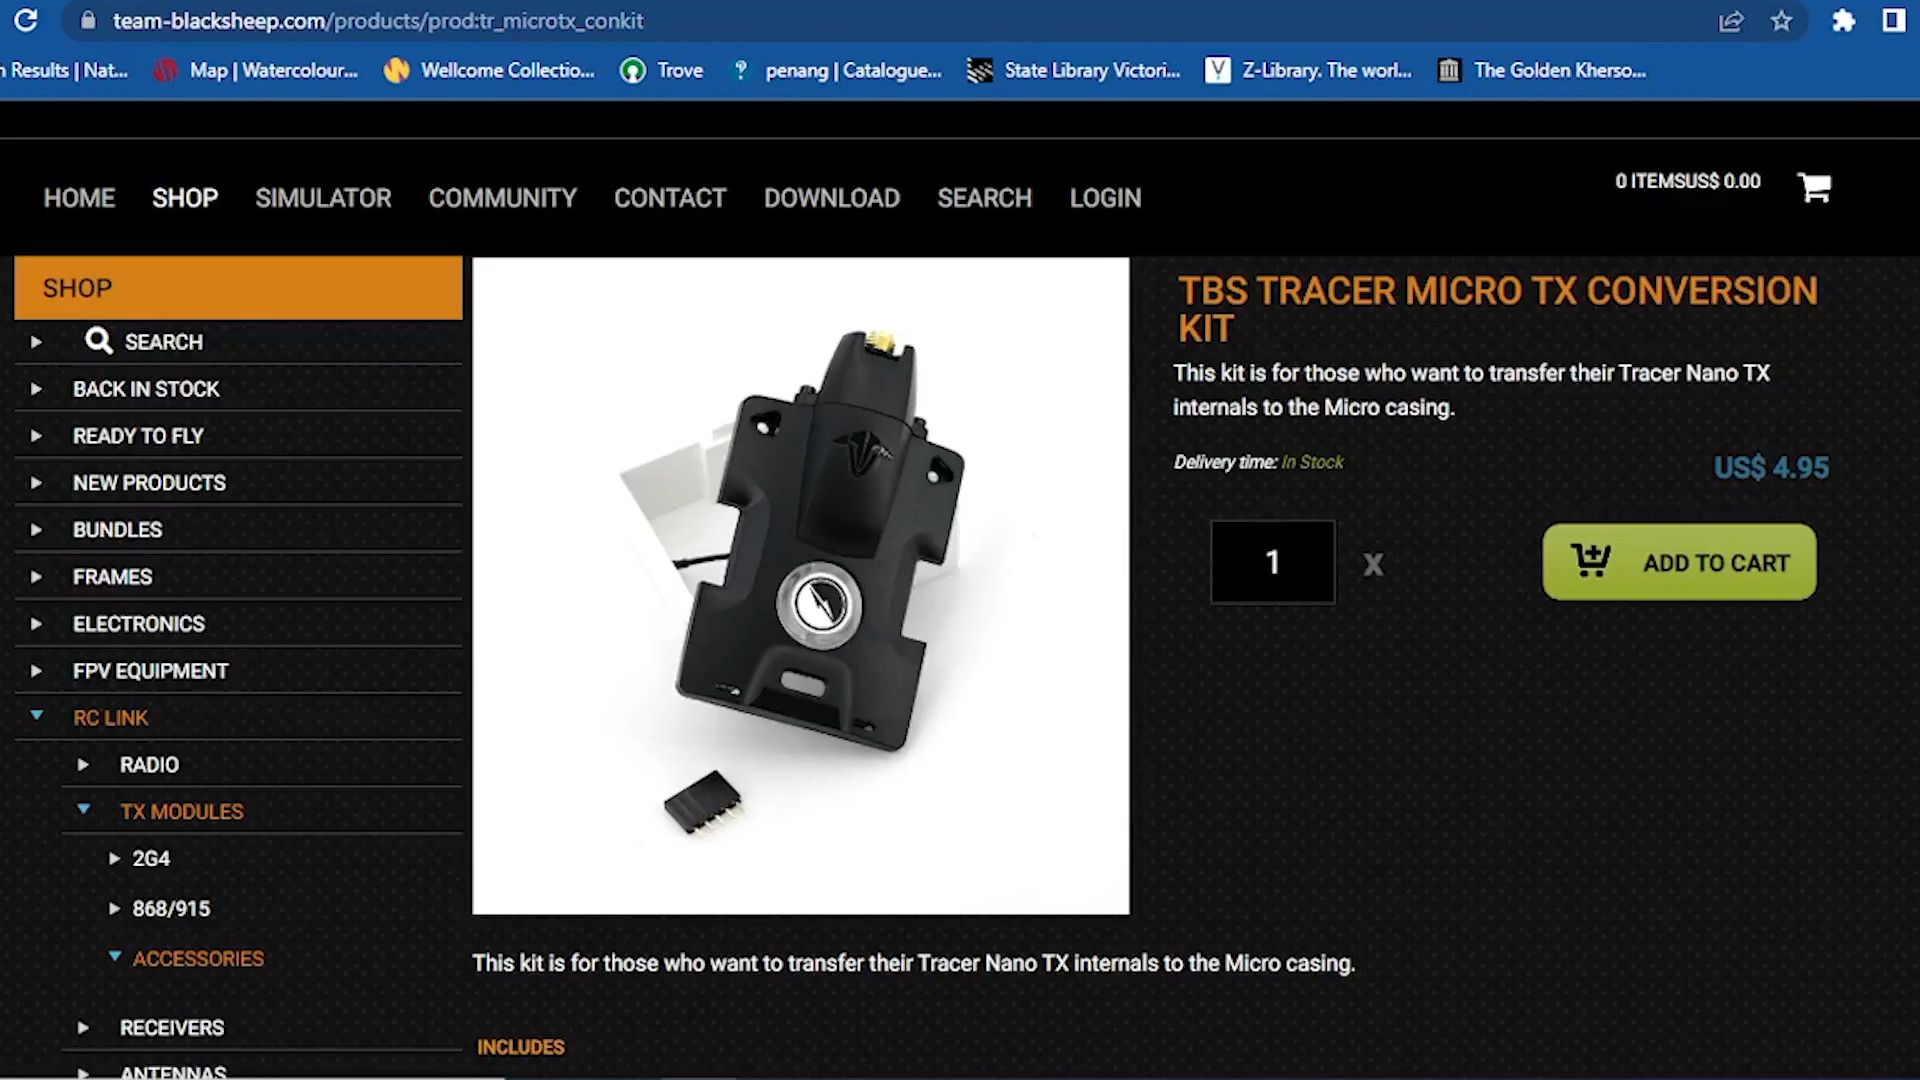 team-blacksheep.com/products/prod:tr_microtx_conkit
Results | Nat...
Map | Watercolour...
Wellcome Collectio...
Trove
penang | Catalogue...
State Library Victori...
Z-Library. The worl...
The Golden Kherso...
HOME
SHOP
SIMULATOR
COMMUNITY
CONTACT
DOWNLOAD
SEARCH
LOGIN
0 ITEMSUS$ 0.00
SHOP
SEARCH
BACK IN STOCK
READY TO FLY
NEW PRODUCTS
BUNDLES
FRAMES
ELECTRONICS
FPV EQUIPMENT
RC LINK
RADIO
TX MODULES
2G4
868/915
ACCESSORIES
RECEIVERS
ANTENNAS
TBS TRACER MICRO TX CONVERSION
KIT
This kit is for those who want to transfer their Tracer Nano TX
internals to the Micro casing.
Delivery time: In Stock
US$ 4.95
1
X
ADD TO CART
This kit is for those who want to transfer their Tracer Nano TX internals to the Micro casing.
INCLUDES